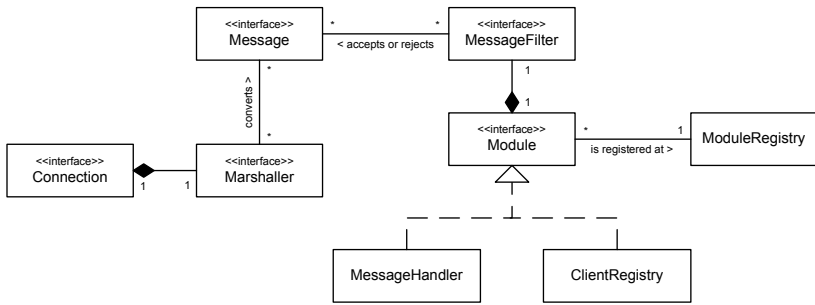 <<interface>>
Message
*
< accepts or rejects
*
<<interface>>
MessageFilter
*
converts >
*
1
1
<<interface>>
Connection
1
1
<<interface>>
Marshaller
<<interface>>
Module
*
is registered at >
1
ModuleRegistry
MessageHandler
ClientRegistry